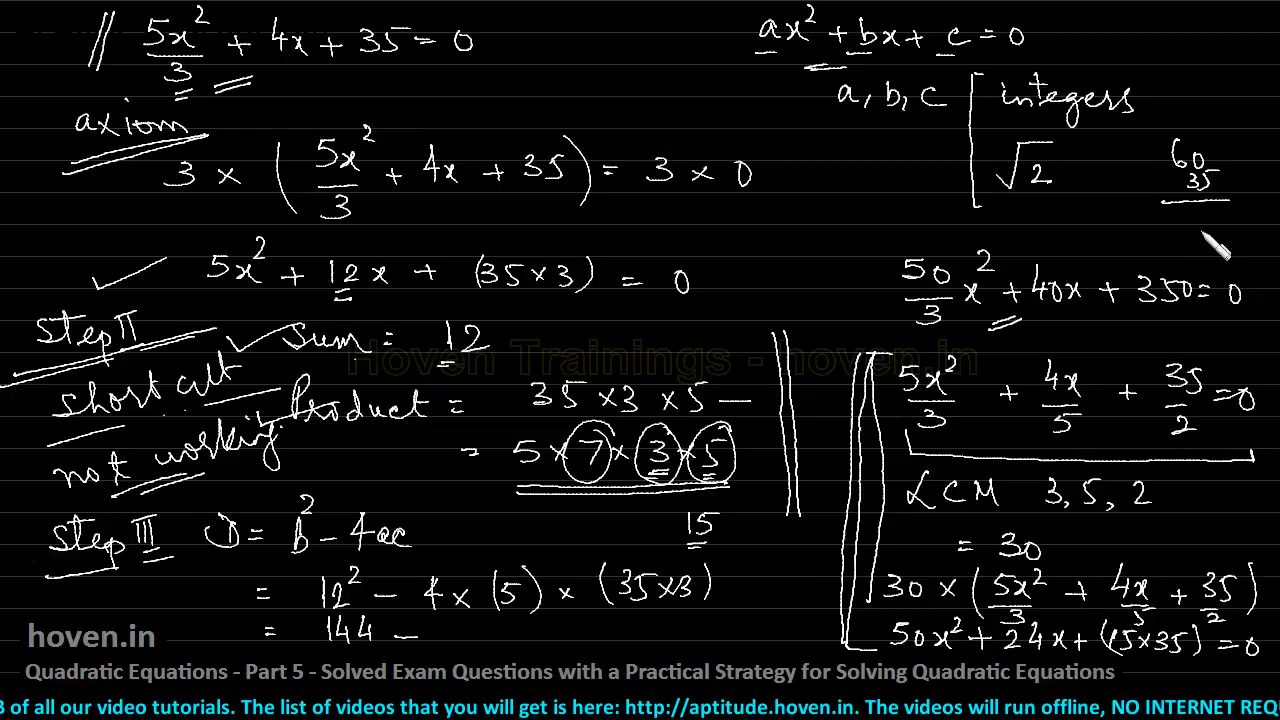 // 5x²/3 + 4x + 35 = 0
axiom
3 × (5x²/3 + 4x + 35) = 3 × 0
✓ 5x² + 12x + (35×3) = 0
Step II
short cut
not working
✓ Sum = 12
Product = 35 × 3 × 5
= 5 × 7 × 3 × 5
15
Step III D = b² - 4ac
= 12² - 4 × (5) × (35×3)
= 144 -
ax² + bx + c = 0
a, b, c integers
√2
60
35
50/3 x² + 40x + 350 = 0
5x²/3 + 4x/5 + 35/2 = 0
LCM 3, 5, 2
= 30
30 × (5x²/3 + 4x/5 + 35/2)
50x² + 24x + (15×35) = 0
Hoven Trainings - hoven.in
hoven.in
Quadratic Equations - Part 5 - Solved Exam Questions with a Practical Strategy for Solving Quadratic Equations
3 of all our video tutorials. The list of videos that you will get is here: http://aptitude.hoven.in. The videos will run offline, NO INTERNET REQ